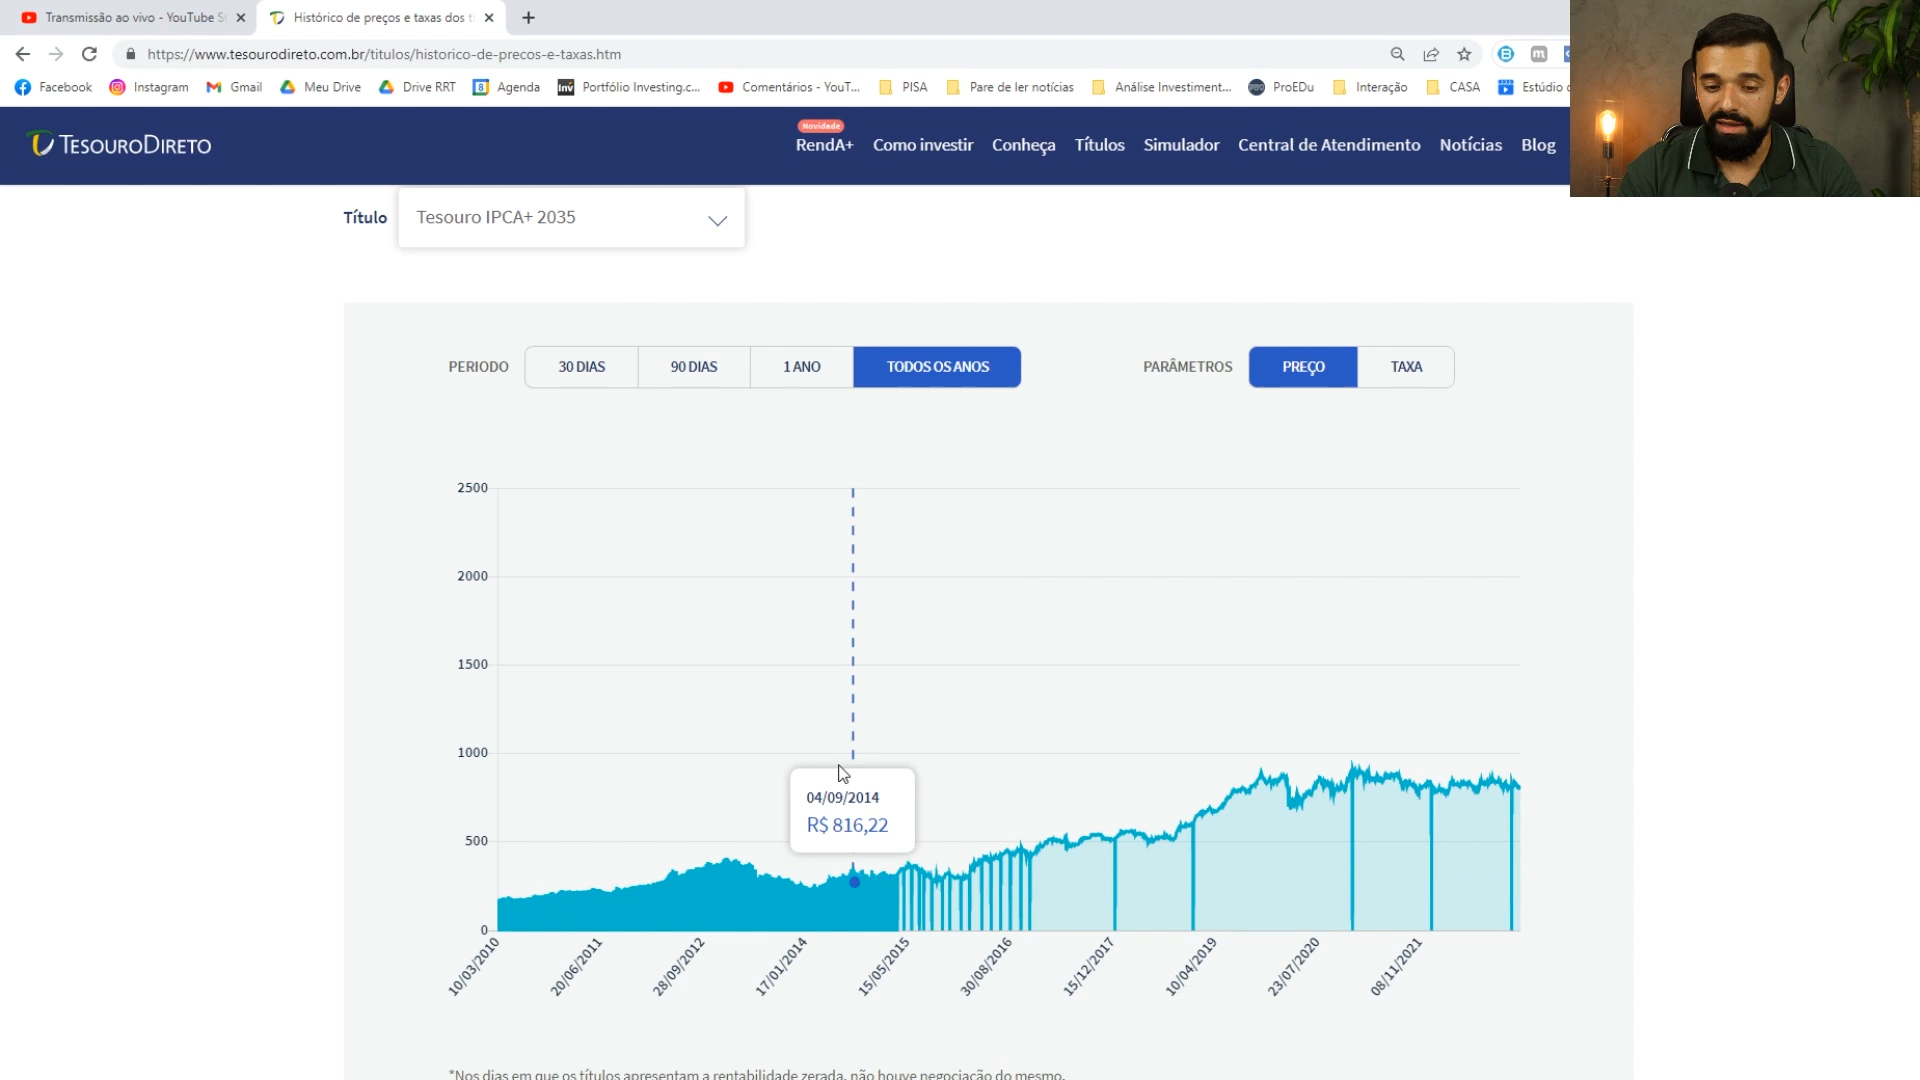 Transmissão ao vivo - YouTube S
Histórico de preços e taxas dos t
https://www.tesourodireto.com.br/titulos/historico-de-precos-e-taxas.htm
Facebook
Instagram
Gmail
Meu Drive
Drive RRT
8
Agenda
Inv
Portfólio Investing.c...
Comentários - YouT...
PISA
Pare de ler notícias
Análise Investiment...
ProEDu
Interação
CASA
Estúdio
TESOURODIRETO
Novidade
RendA+
Como investir
Conheça
Títulos
Simulador
Central de Atendimento
Notícias
Blog
Título
Tesouro IPCA+ 2035
PERIODO
30 DIAS
90 DIAS
1 ANO
TODOS OS ANOS
PARÂMETROS
PREÇO
TAXA
2500
2000
1500
1000
500
0
04/09/2014
R$ 816,22
10/03/2010
20/06/2011
28/09/2012
17/01/2014
15/05/2015
30/08/2016
15/12/2017
10/04/2019
23/07/2020
08/11/2021
*Nos dias em que os títulos apresentam a rentabilidade zerada, não houve negociação do mesmo.